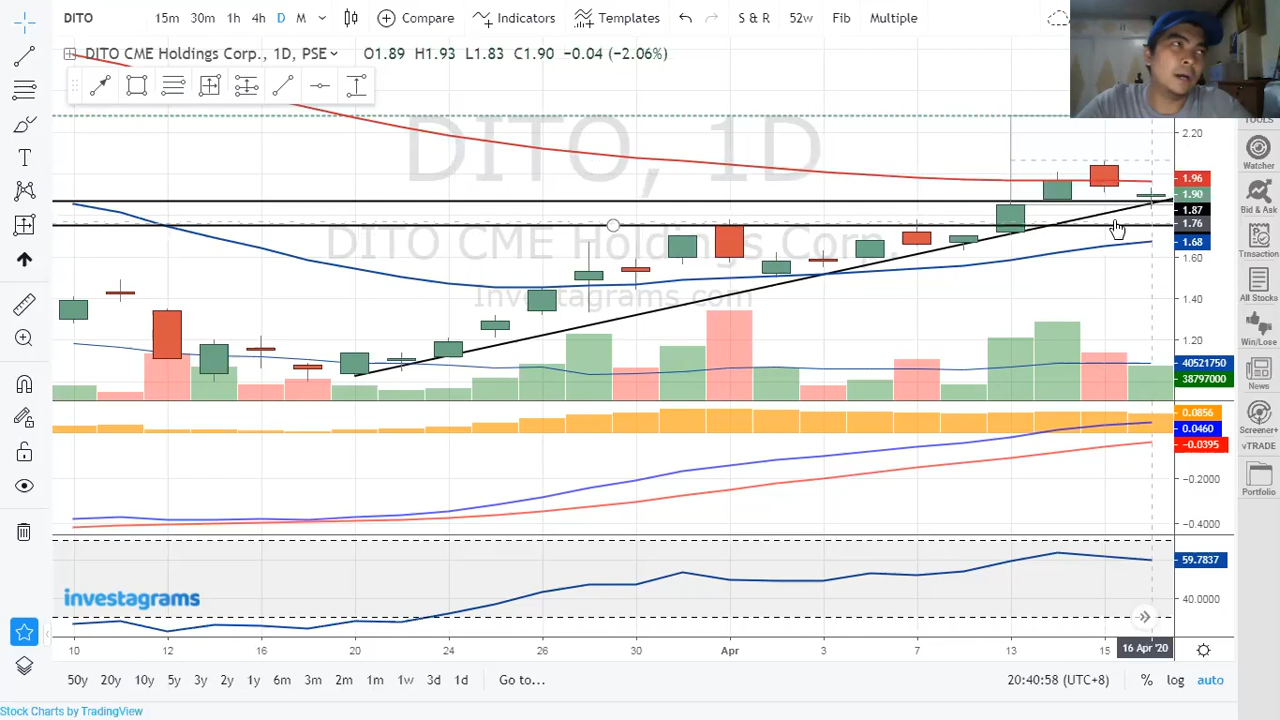 DITO 15m 30m 1h 4h D M Compare Indicators Templates S & R 52w Fib Multiple
DITO CME Holdings Corp., 1D, PSE O1.89 H1.93 L1.83 C1.90 −0.04 (−2.06%)
DITO, 1D
DITO CME Holdings Corp.
Investagrams.com
2.20
1.96
1.90
1.87
1.76
1.68
1.60
1.40
1.20
40521750
38797000
0.0856
0.0460
−0.0395
−0.2000
−0.4000
59.7837
40.0000
investagrams
10 12 16 18 20 24 26 30 Apr 3 7 13 15 16 Apr '20
50y 20y 10y 5y 3y 2y 1y 6m 3m 2m 1m 1w 3d 1d Go to... 20:40:58 (UTC+8) % log auto
Stock Charts by TradingView
TOOLS
Watcher
Bid & Ask
Trnsaction
All Stocks
Win/Lose
News
Screener+
vTRADE
Portfolio